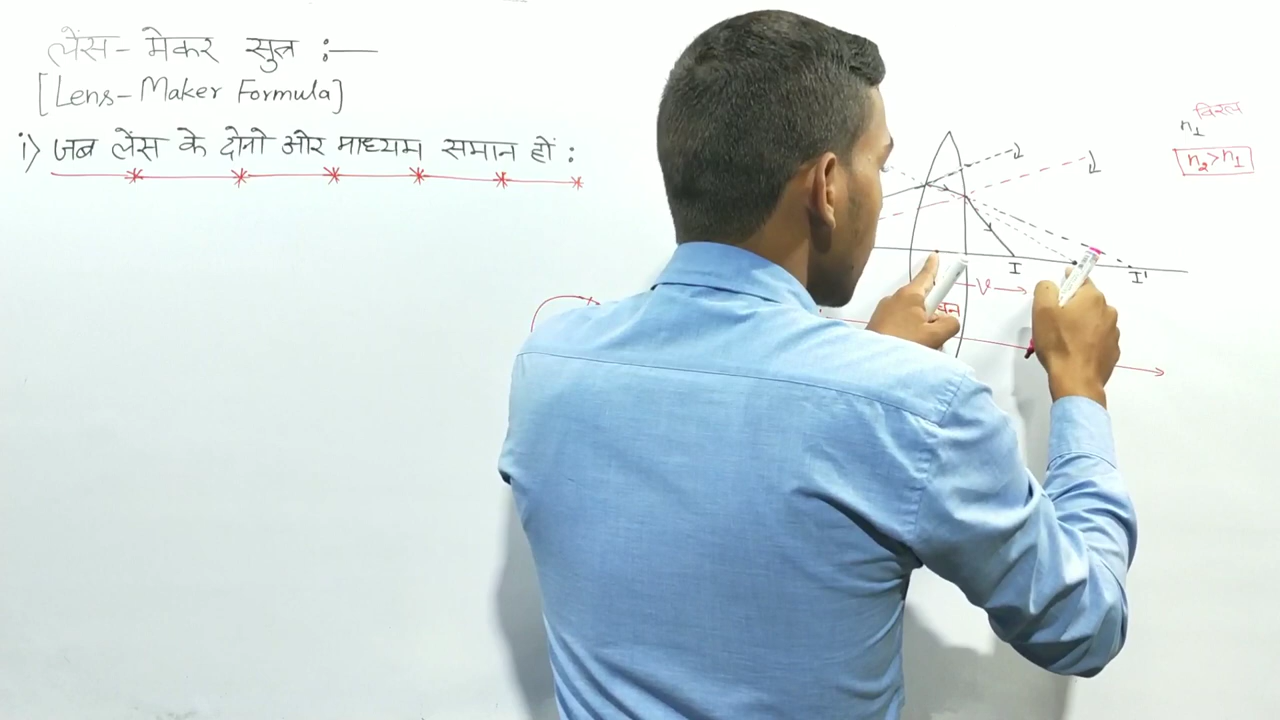 लेंस - मेकर सुत्र :—
[Lens-Maker Formula]
i) जब लेंस के दोनो ओर माध्यम समान हों :
विरल
n₁
n₂>n₁
I
I'
v